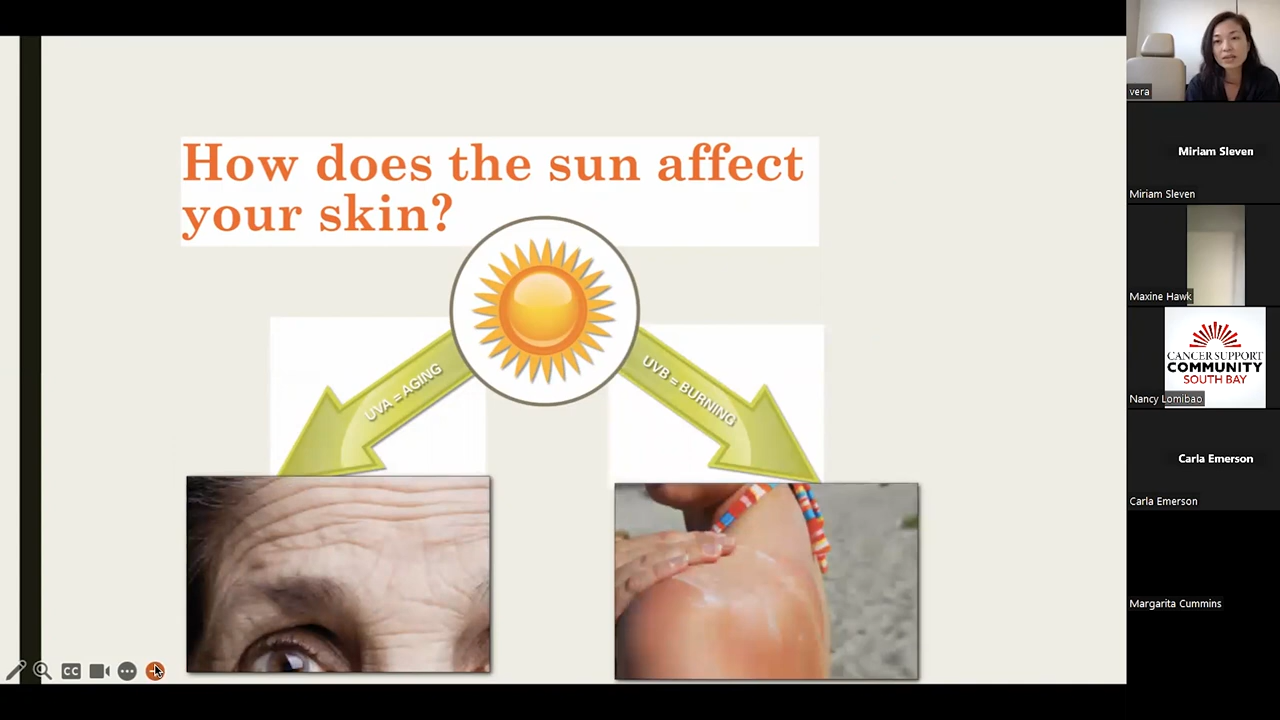 How does the sun affect
your skin?
UVA = AGING
UVB = BURNING
CC
vera
Miriam Sleven
Miriam Sleven
Maxine Hawk
CANCER SUPPORT
COMMUNITY
SOUTH BAY
Nancy Lomibao
Carla Emerson
Carla Emerson
Margarita Cummins